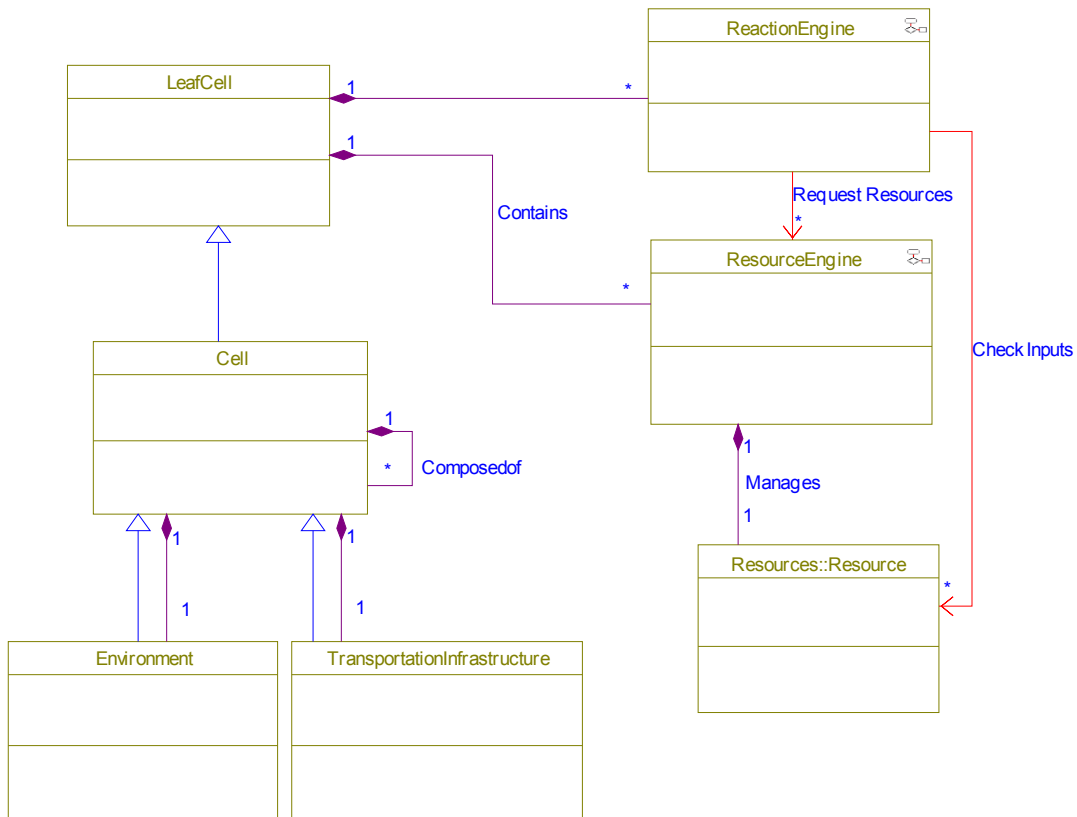 ReactionEngine
LeafCell
1
*
1
Request Resources
*
Contains
ResourceEngine
*
Check Inputs
Cell
1
*
Composedof
1
Manages
1
1
1
Resources::Resource
*
1
1
Environment
TransportationInfrastructure